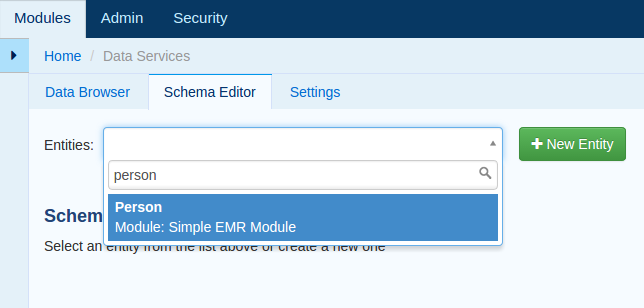 Modules Admin Security
Home / Data Services
Data Browser Schema Editor Settings
Entities: New Entity
person
Person
Module: Simple EMR Module
Schem
Select an entity from the list above or create a new one